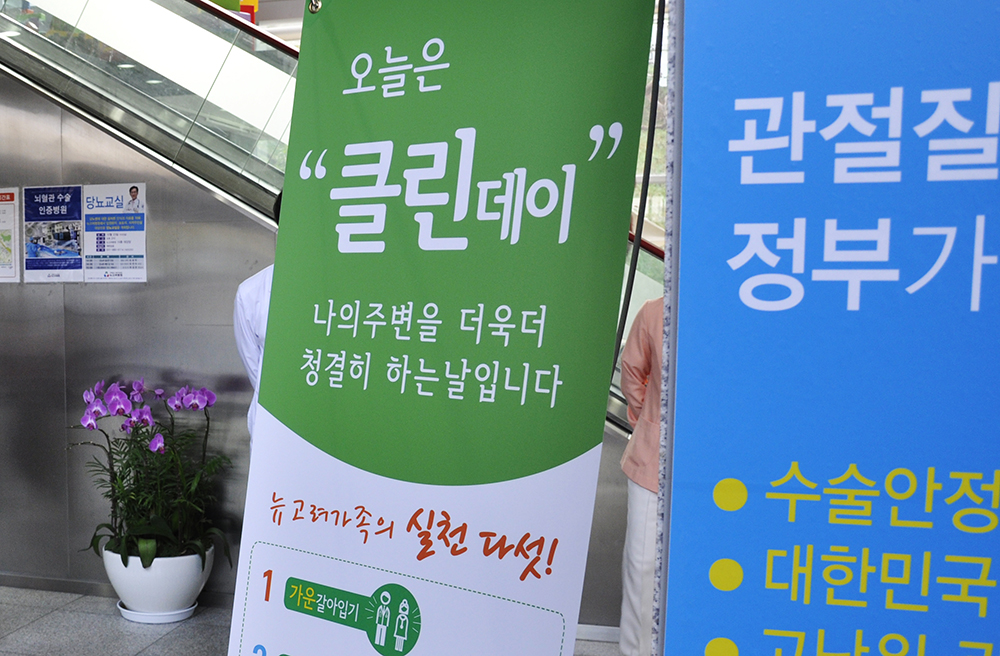 오늘은
“클린데이”
나의주변을 더욱더
청결히 하는날입니다
뉴고려가족의 실천 다섯!
1 가운갈아입기
관절질
정부가
수술안정
대한민국
뇌혈관 수술
인증병원
당뇨교실